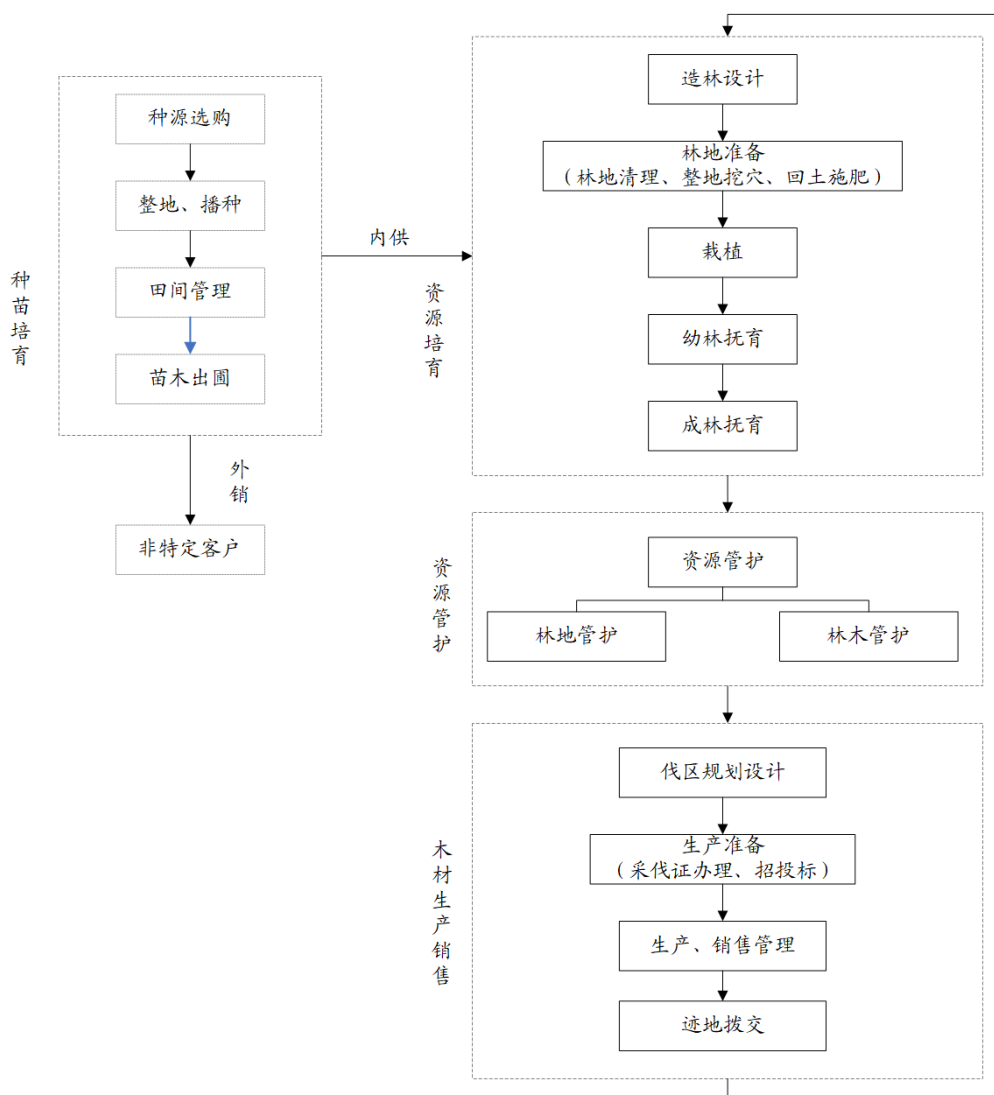 种苗培育
种源选购
整地、播种
田间管理
苗木出圃
外销
非特定客户
内供
资源培育
造林设计
林地准备
（林地清理、整地挖穴、回土施肥）
栽植
幼林抚育
成林抚育
资源管护
资源管护
林地管护
林木管护
木材生产销售
伐区规划设计
生产准备
（采伐证办理、招投标）
生产、销售管理
迹地拨交